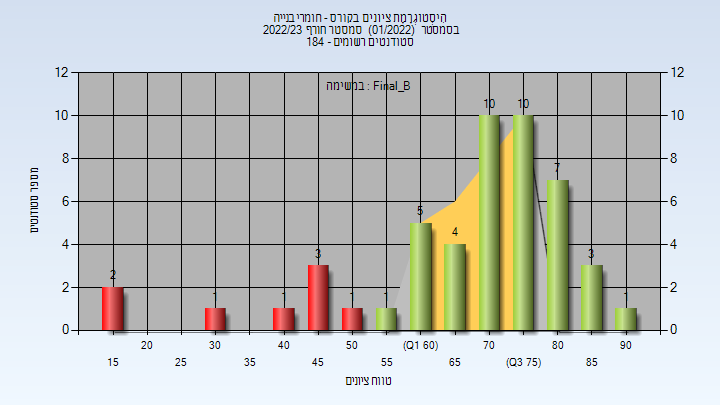 היסטוגרמת ציונים בקורס - חומרי בנייה
בסמסטר (01/2022) סמסטר חורף 2022/23
סטודנטים רשומים - 184
במשימה : Final_B
מספר סטודנטים
12 12
10 10
8 8
6 6
4 4
2 2
0 0
2 1 1 3 1 1 5 4 10 10 7 3 1
20 30 40 50 (Q1 60) 70 80 90
15 25 35 45 55 65 (Q3 75) 85
טווח ציונים